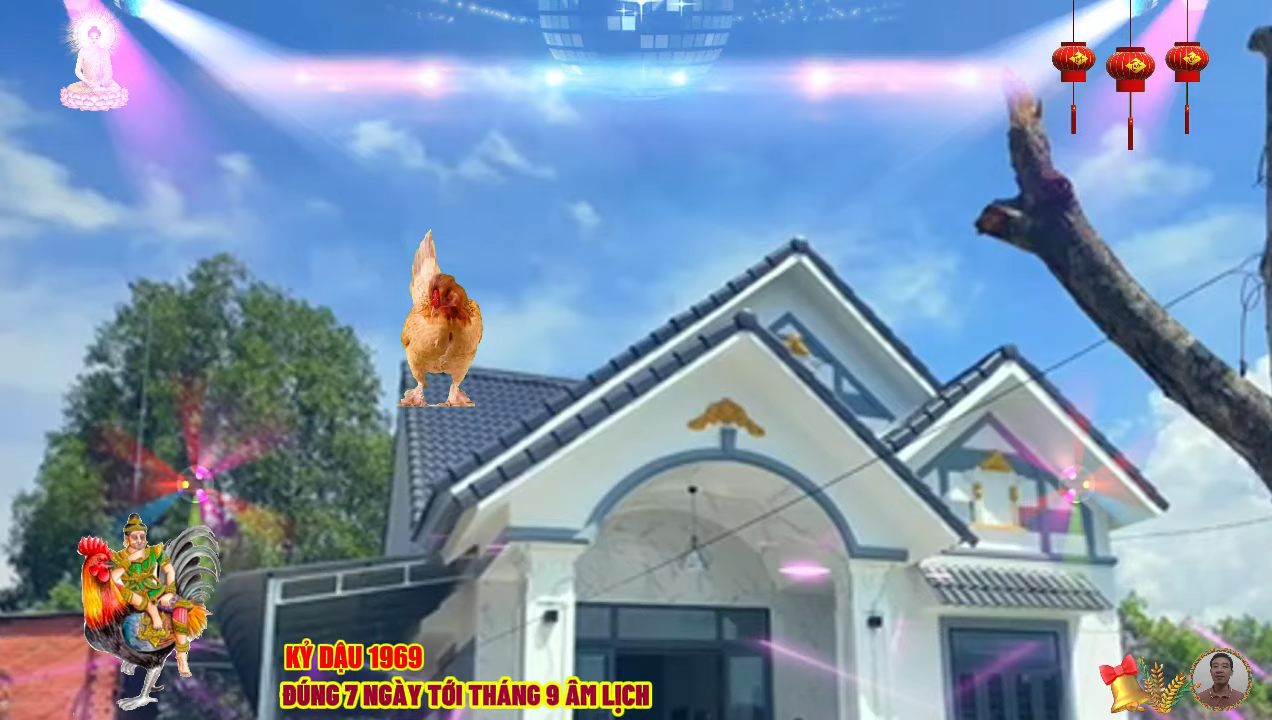 KỶ DẬU 1969
ĐÚNG 7 NGÀY TỚI THÁNG 9 ÂM LỊCH